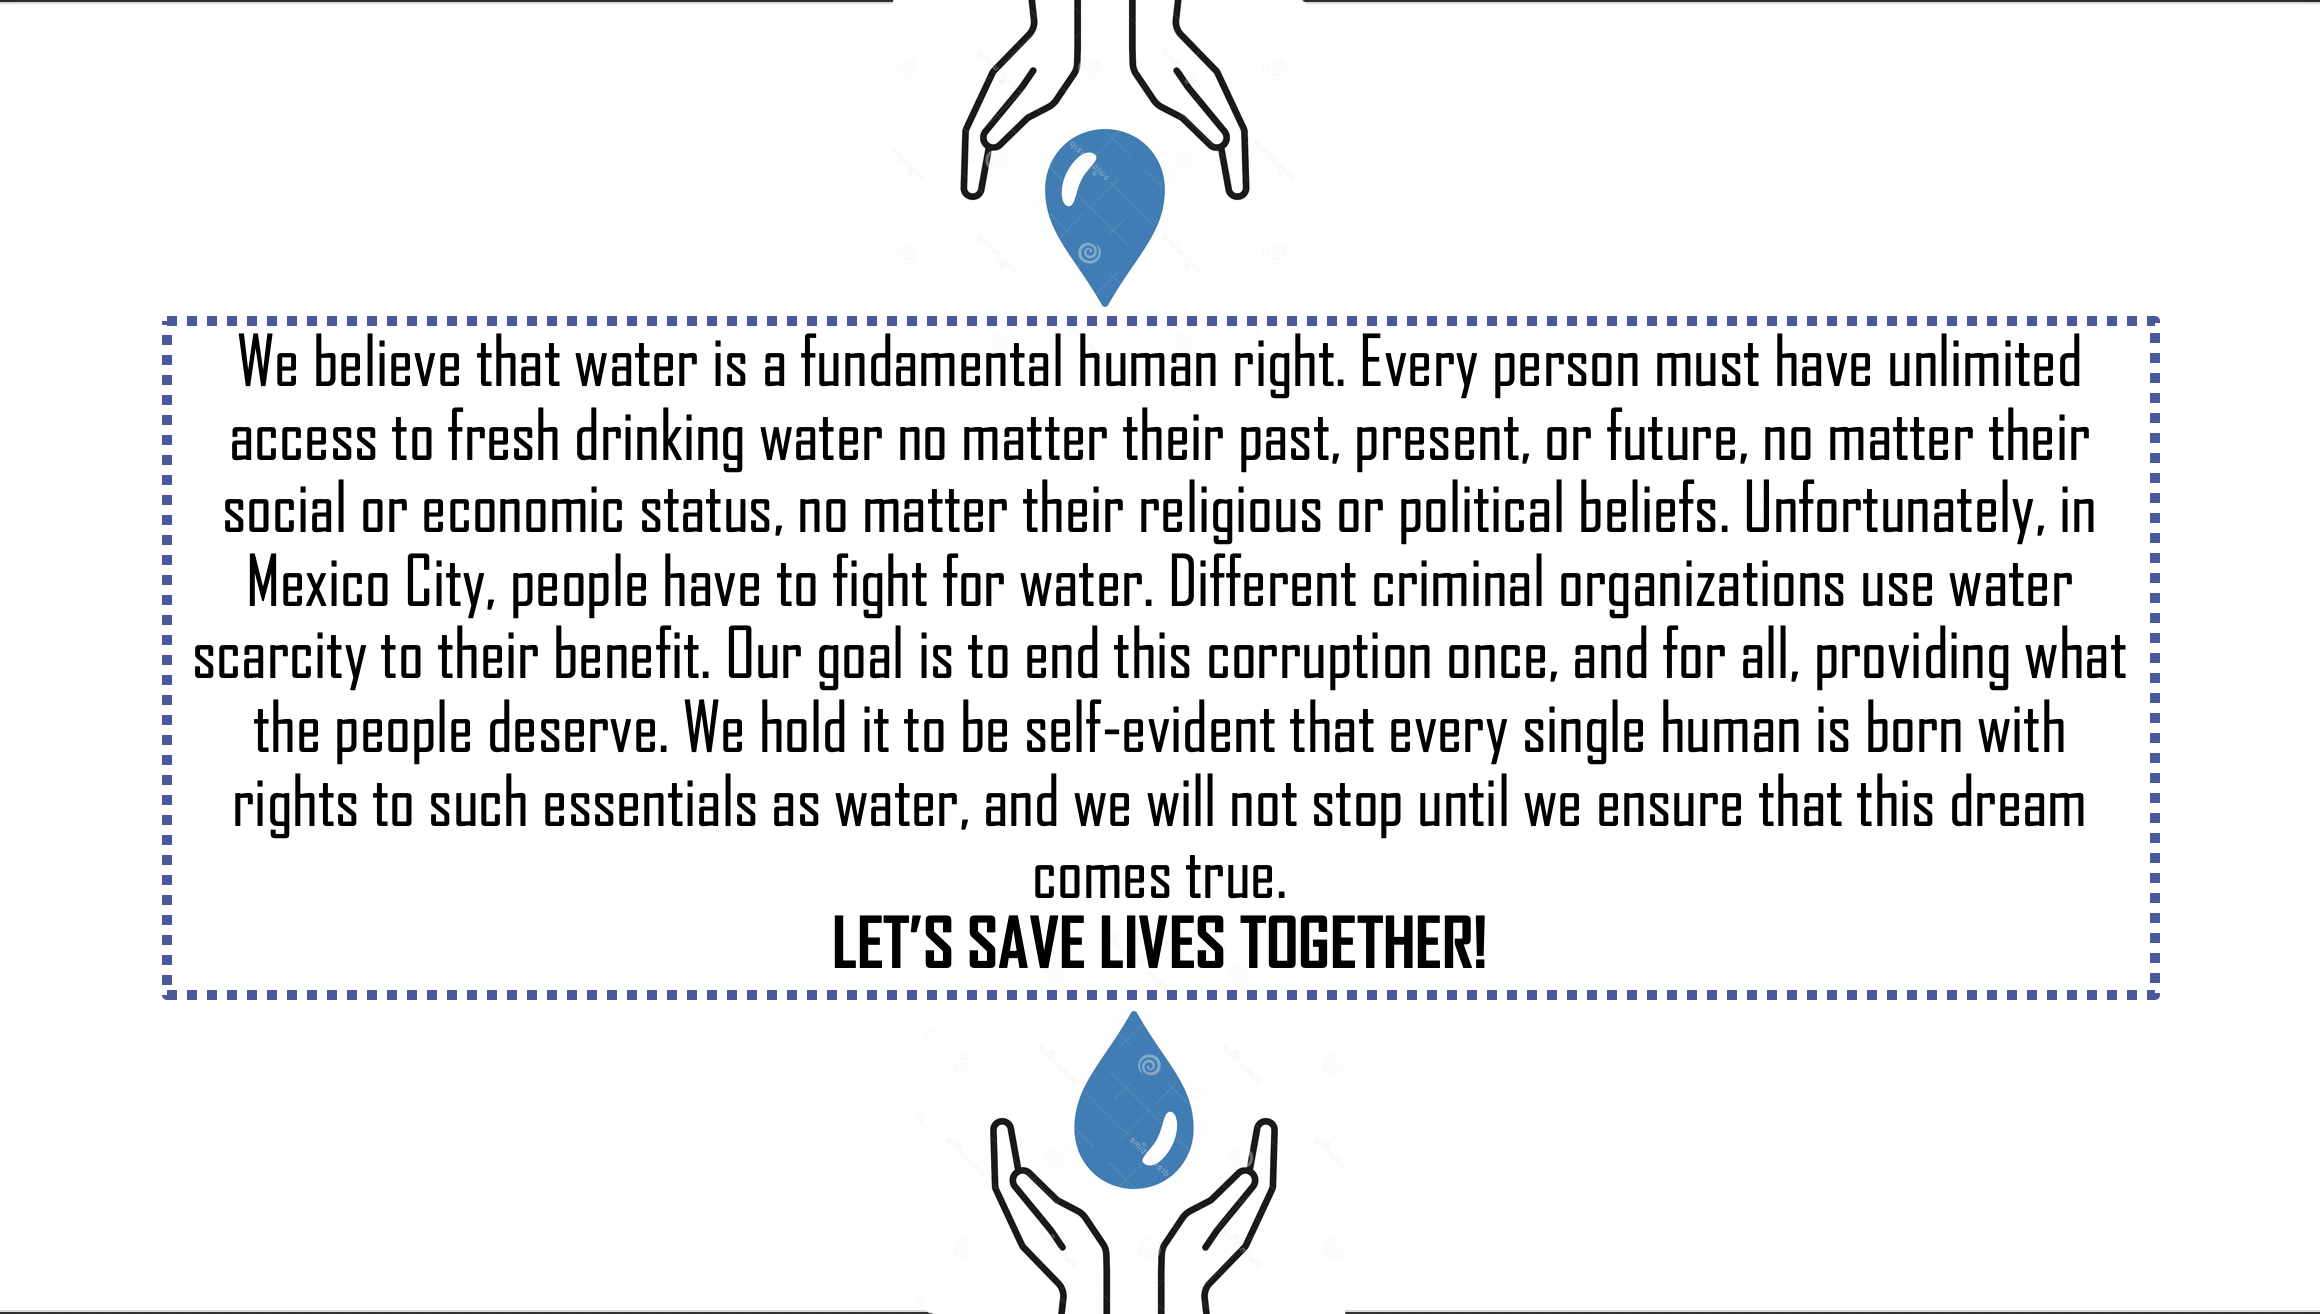 We believe that water is a fundamental human right. Every person must have unlimited
access to fresh drinking water no matter their past, present, or future, no matter their
social or economic status, no matter their religious or political beliefs. Unfortunately, in
Mexico City, people have to fight for water. Different criminal organizations use water
scarcity to their benefit. Our goal is to end this corruption once, and for all, providing what
the people deserve. We hold it to be self-evident that every single human is born with
rights to such essentials as water, and we will not stop until we ensure that this dream
comes true.
LET’S SAVE LIVES TOGETHER!